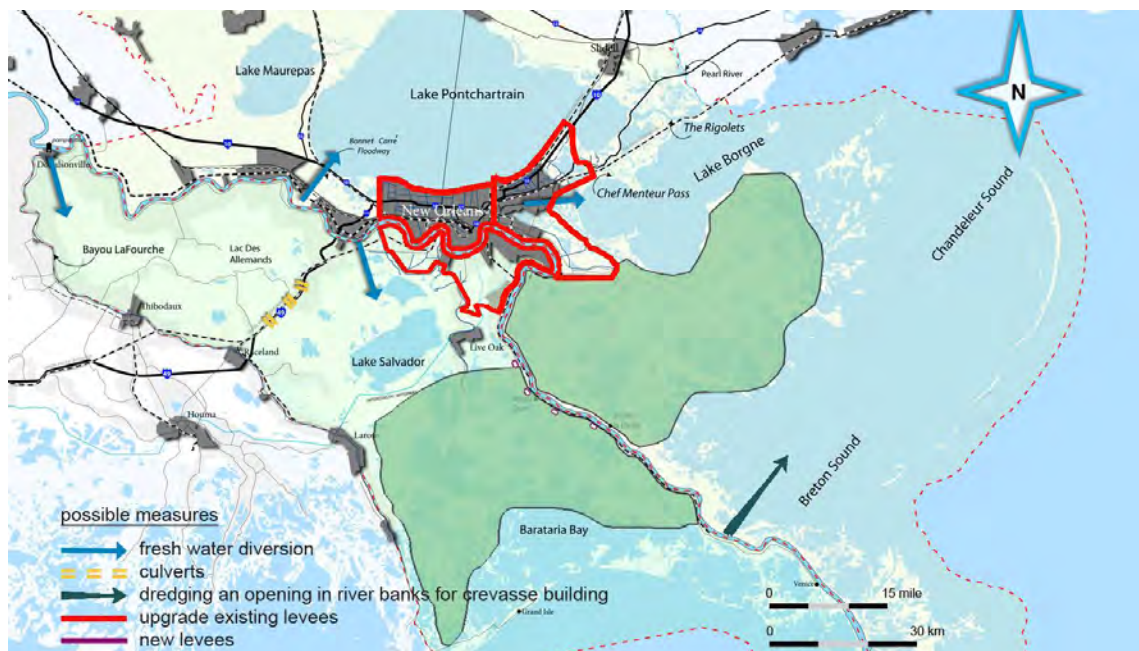 Lake Maurepas
Lake Pontchartrain
Slidell
Pearl River
N
Bonnet Carré
Floodway
The Rigolets
Lake Borgne
Donaldsonville
Chef Menteur Pass
Chandeleur Sound
New Orleans
Bayou LaFourche
Lac Des
Allemands
Thibodaux
Raceland
Lake Salvador
Live Oak
Houma
Larose
Breton Sound
possible measures
Barataria Bay
fresh water diversion
culverts
dredging an opening in river banks for crevasse building
upgrade existing levees
new levees
Grand Isle
Venice
0 15 mile
0 30 km